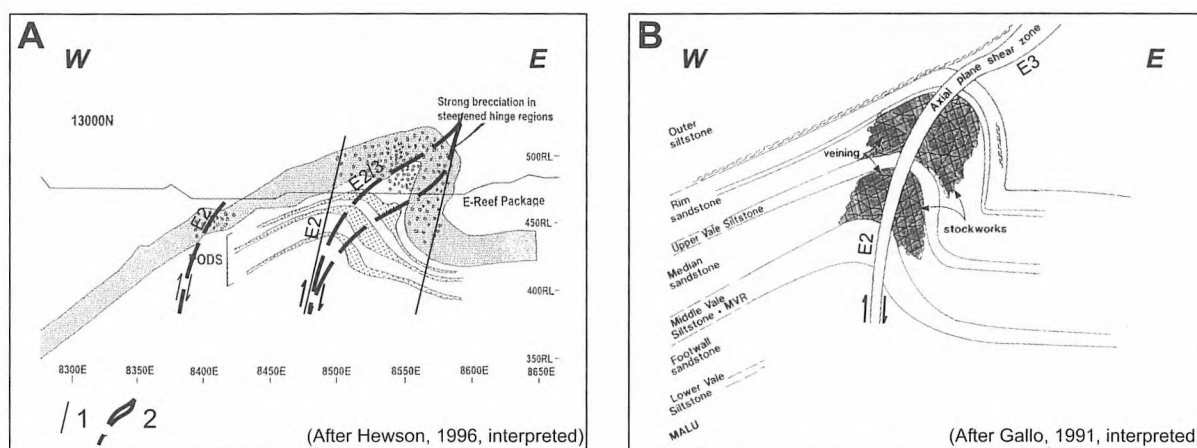 A
W
E
13000N
Strong brecciation in
steepened hinge regions
500RL
E2/3
E-Reef Package
E2
E2
450RL
PODS
400RL
350RL
8300E 8350E 8400E 8450E 8500E 8550E 8600E 8650E
1 2
(After Hewson, 1996, interpreted)
B
W
E
Axial plane shear zone
E3
Outer
siltstone
veining
Rim
sandstone
Upper Vale Siltstone
stockworks
E2
Median
sandstone
Middle Vale
Siltstone • MVR
Footwall
sandstone
Lower Vale
Siltstone
MALU
(After Gallo, 1991, interpreted)